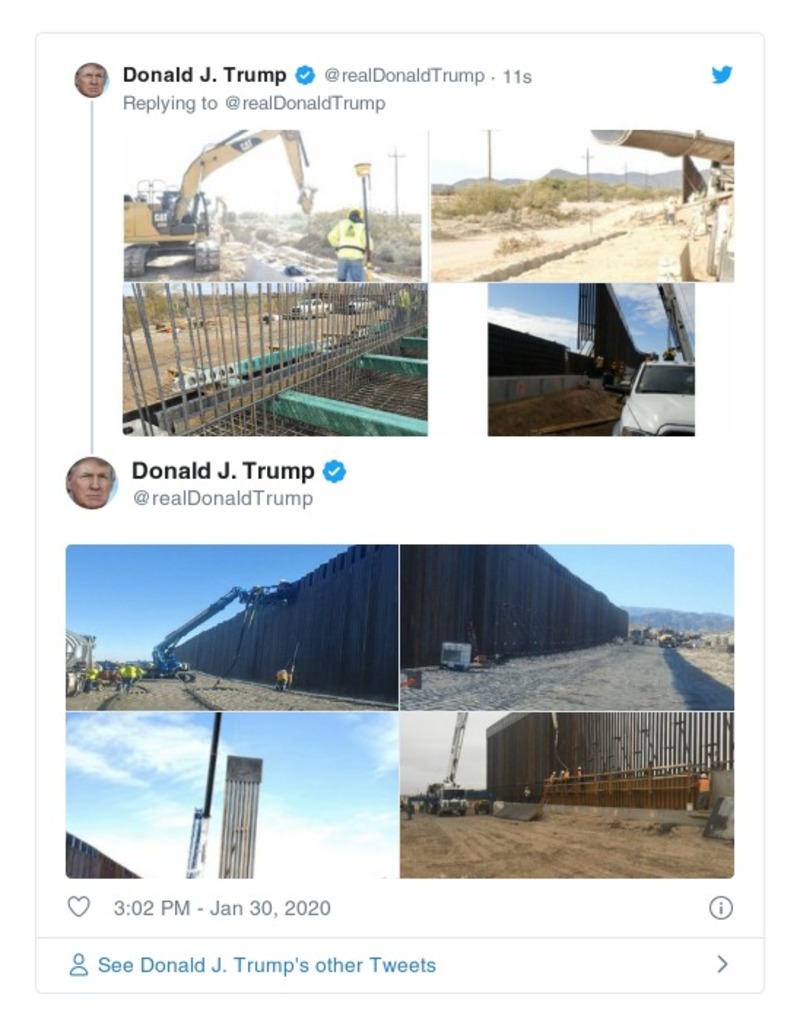 Donald J. Trump @realDonaldTrump · 11s
Replying to @realDonaldTrump
CAT
CAT
Donald J. Trump
@realDonaldTrump
3:02 PM - Jan 30, 2020
See Donald J. Trump's other Tweets